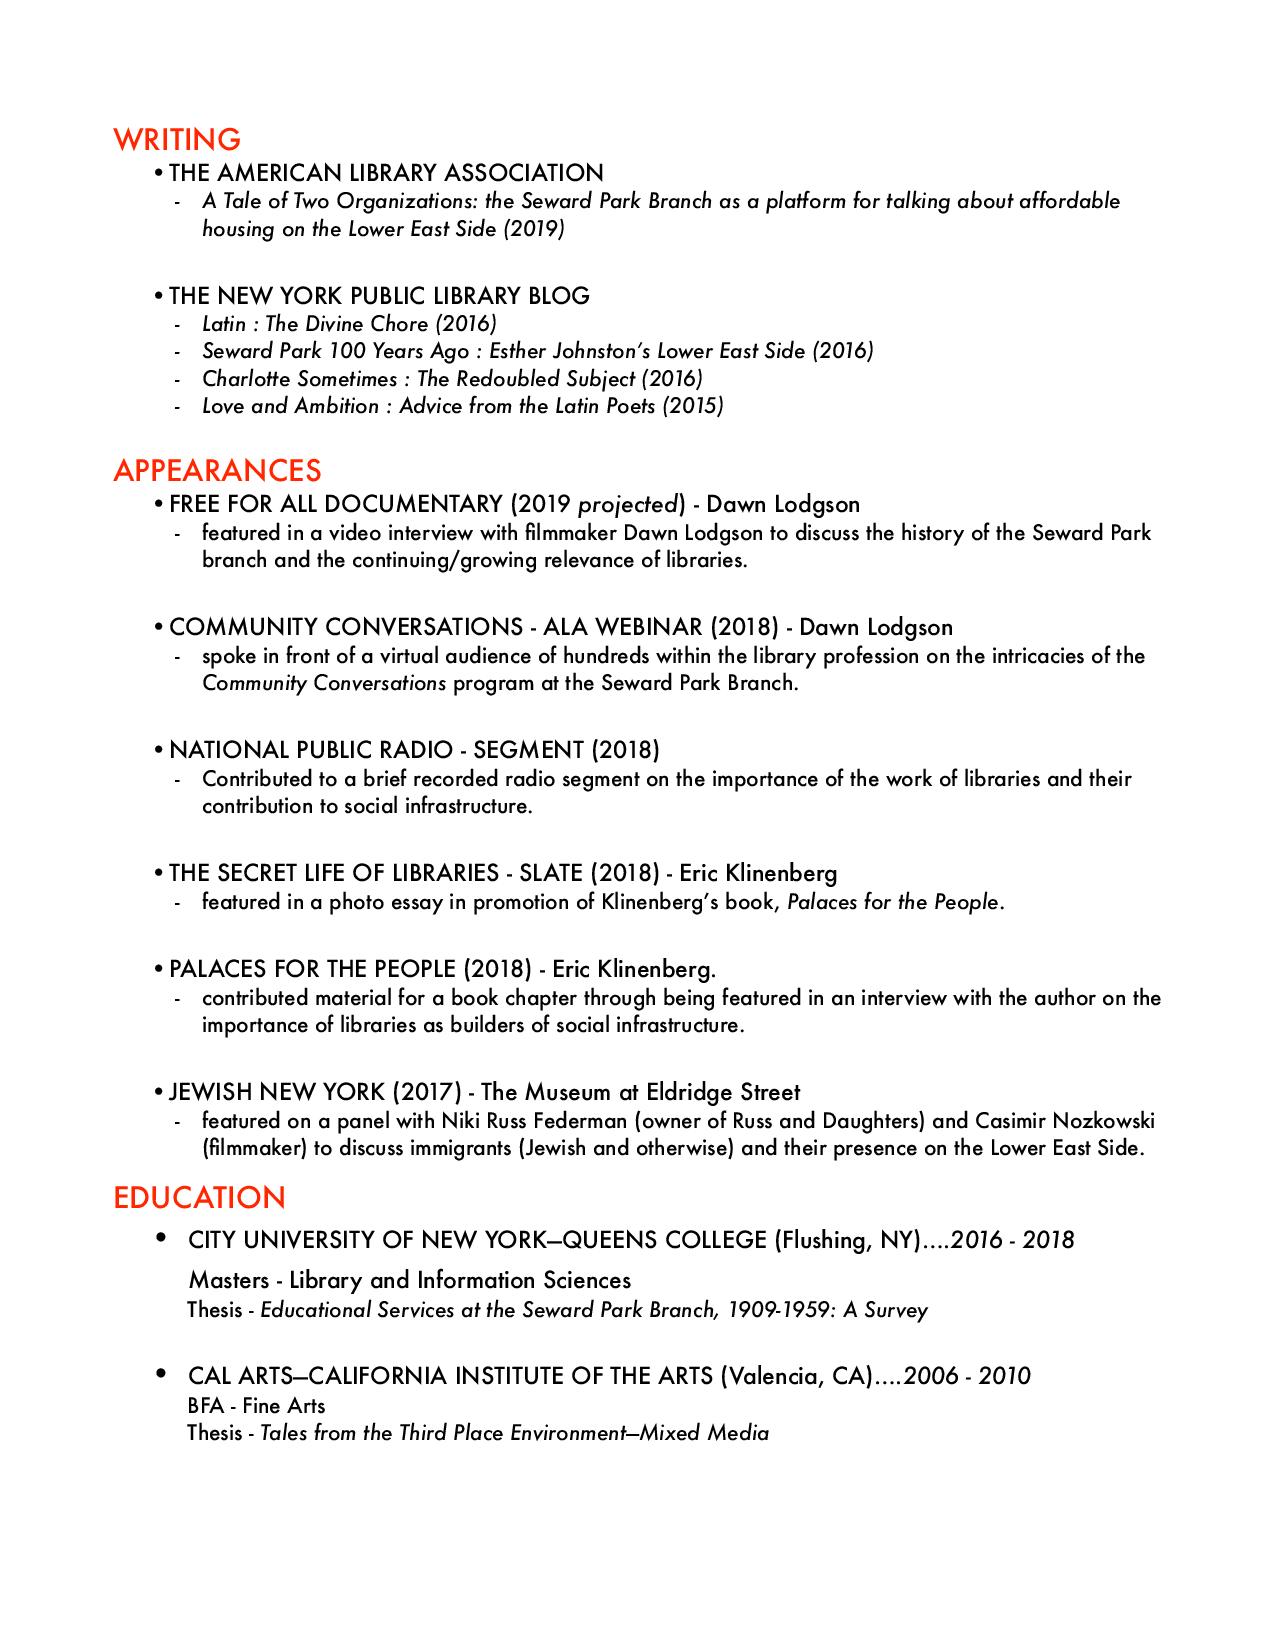 WRITING
• THE AMERICAN LIBRARY ASSOCIATION
- A Tale of Two Organizations: the Seward Park Branch as a platform for talking about affordable
housing on the Lower East Side (2019)
• THE NEW YORK PUBLIC LIBRARY BLOG
- Latin : The Divine Chore (2016)
- Seward Park 100 Years Ago : Esther Johnston's Lower East Side (2016)
- Charlotte Sometimes : The Redoubled Subject (2016)
- Love and Ambition : Advice from the Latin Poets (2015)
APPEARANCES
• FREE FOR ALL DOCUMENTARY (2019 projected) - Dawn Lodgson
- featured in a video interview with filmmaker Dawn Lodgson to discuss the history of the Seward Park
branch and the continuing/growing relevance of libraries.
• COMMUNITY CONVERSATIONS - ALA WEBINAR (2018) - Dawn Lodgson
- spoke in front of a virtual audience of hundreds within the library profession on the intricacies of the
Community Conversations program at the Seward Park Branch.
• NATIONAL PUBLIC RADIO - SEGMENT (2018)
- Contributed to a brief recorded radio segment on the importance of the work of libraries and their
contribution to social infrastructure.
• THE SECRET LIFE OF LIBRARIES - SLATE (2018) - Eric Klinenberg
- featured in a photo essay in promotion of Klinenberg's book, Palaces for the People.
• PALACES FOR THE PEOPLE (2018) - Eric Klinenberg.
- contributed material for a book chapter through being featured in an interview with the author on the
importance of libraries as builders of social infrastructure.
• JEWISH NEW YORK (2017) - The Museum at Eldridge Street
- featured on a panel with Niki Russ Federman (owner of Russ and Daughters) and Casimir Nozkowski
(filmmaker) to discuss immigrants (Jewish and otherwise) and their presence on the Lower East Side.
EDUCATION
• CITY UNIVERSITY OF NEW YORK—QUEENS COLLEGE (Flushing, NY)....2016 - 2018
Masters - Library and Information Sciences
Thesis - Educational Services at the Seward Park Branch, 1909-1959: A Survey
• CAL ARTS—CALIFORNIA INSTITUTE OF THE ARTS (Valencia, CA)....2006 - 2010
BFA - Fine Arts
Thesis - Tales from the Third Place Environment—Mixed Media